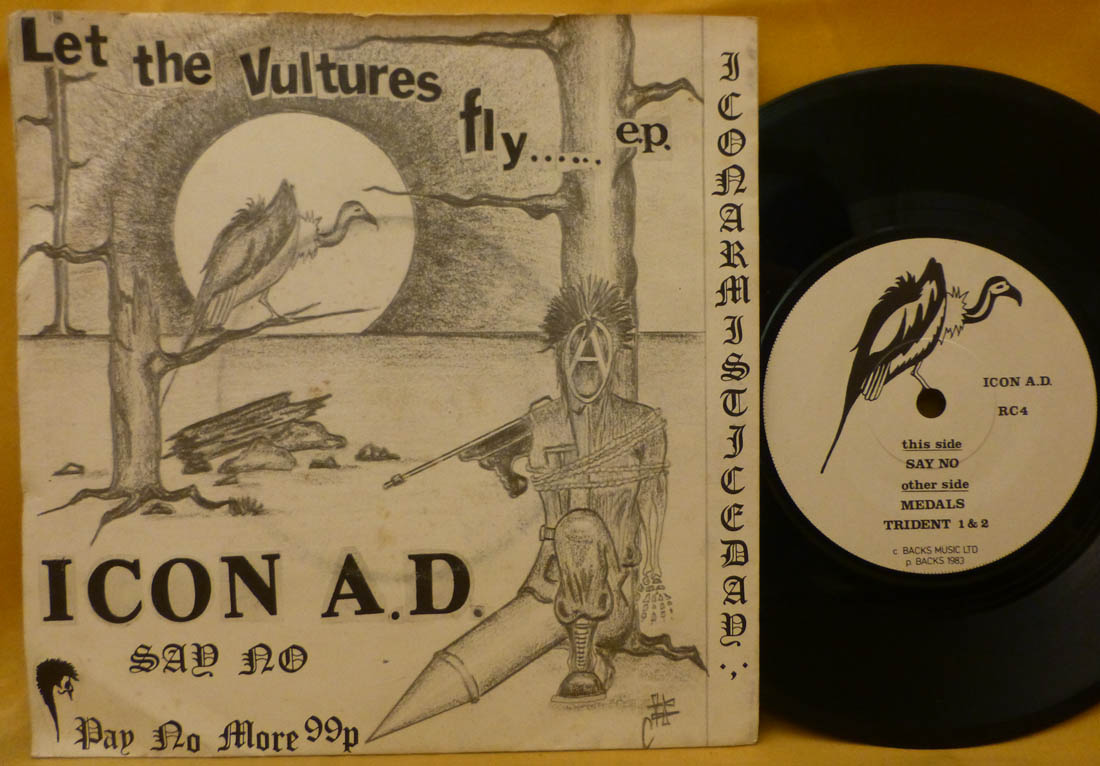 Let the Vultures
fly...... e.p.
A
ICON A.D.
SAY NO
Pay No More 99p
ICONARMISTICEDAY:;
ICON A.D.
RC4
this side
SAY NO
other side
MEDALS
TRIDENT 1 & 2
c. BACKS MUSIC LTD
p. BACKS 1983